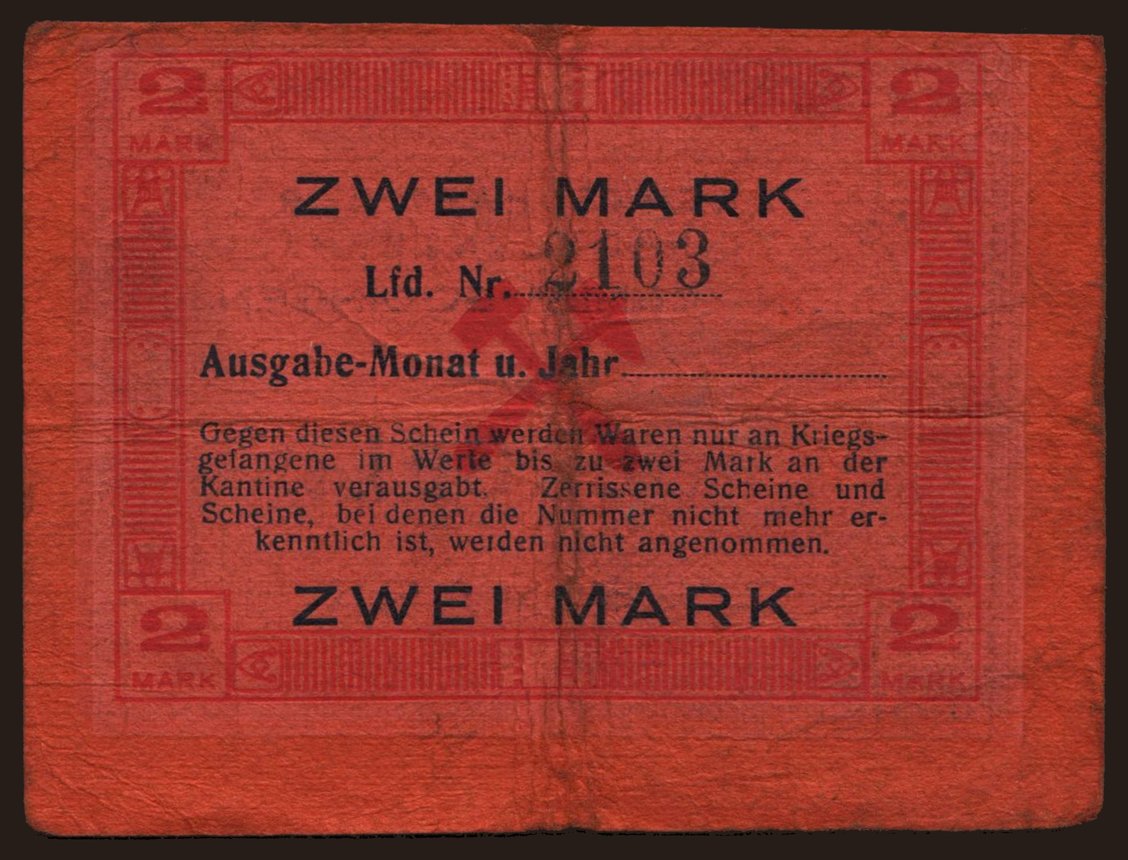 2 2
MARK MARK
ZWEI MARK
Lfd. Nr. 2103
Ausgabe-Monat u. Jahr
Gegen diesen Schein werden Waren nur an Kriegs-
gefangene im Werte bis zu zwei Mark an der
Kantine verausgabt. Zerrissene Scheine und
Scheine, bei denen die Nummer nicht mehr er-
kenntlich ist, werden nicht angenommen.
ZWEI MARK
2 2
MARK MARK